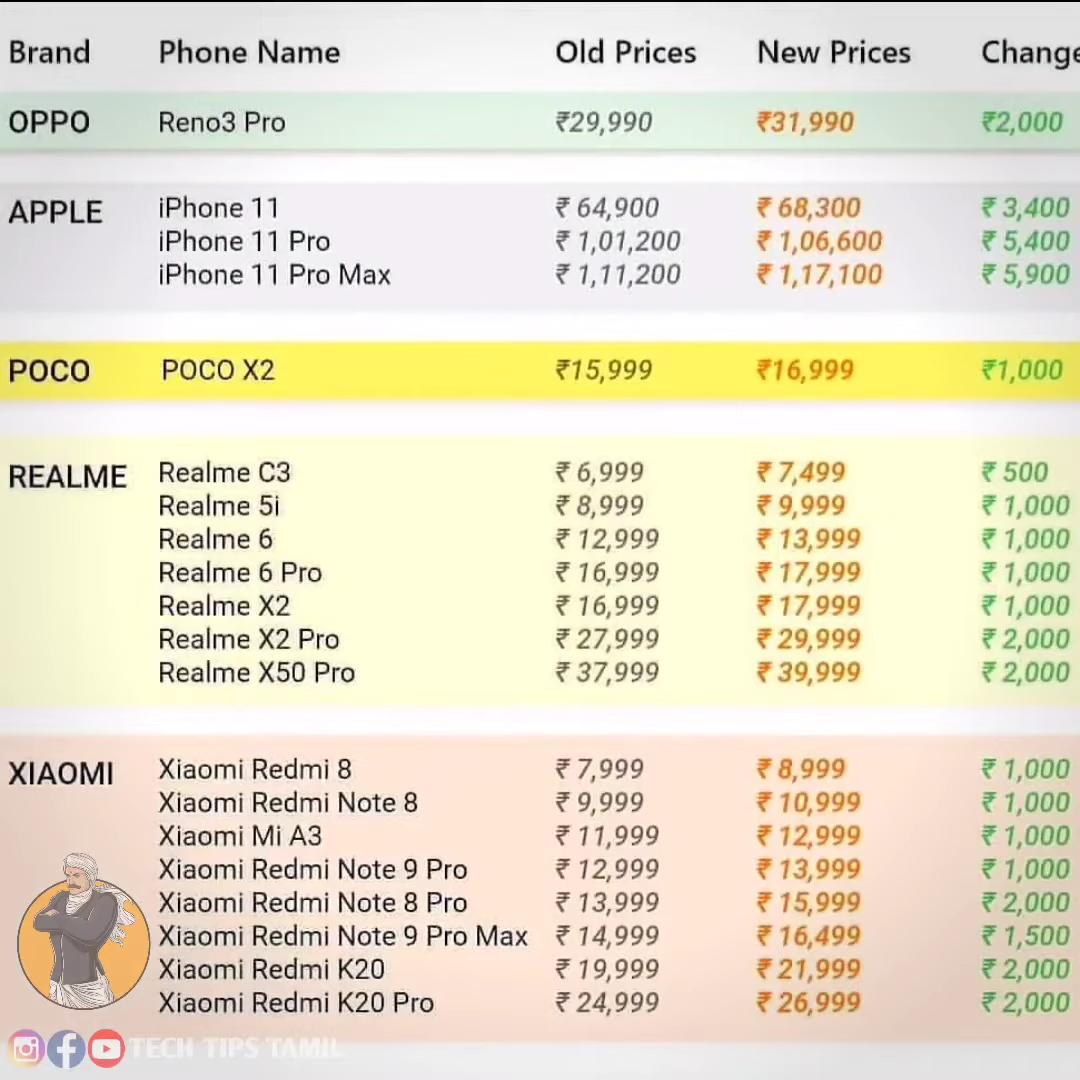 Brand Phone Name Old Prices New Prices Change
OPPO Reno3 Pro ₹29,990 ₹31,990 ₹2,000
APPLE iPhone 11 ₹ 64,900 ₹ 68,300 ₹ 3,400
iPhone 11 Pro ₹ 1,01,200 ₹ 1,06,600 ₹ 5,400
iPhone 11 Pro Max ₹ 1,11,200 ₹ 1,17,100 ₹ 5,900
POCO POCO X2 ₹15,999 ₹16,999 ₹1,000
REALME Realme C3 ₹ 6,999 ₹ 7,499 ₹ 500
Realme 5i ₹ 8,999 ₹ 9,999 ₹ 1,000
Realme 6 ₹ 12,999 ₹ 13,999 ₹ 1,000
Realme 6 Pro ₹ 16,999 ₹ 17,999 ₹ 1,000
Realme X2 ₹ 16,999 ₹ 17,999 ₹ 1,000
Realme X2 Pro ₹ 27,999 ₹ 29,999 ₹ 2,000
Realme X50 Pro ₹ 37,999 ₹ 39,999 ₹ 2,000
XIAOMI Xiaomi Redmi 8 ₹ 7,999 ₹ 8,999 ₹ 1,000
Xiaomi Redmi Note 8 ₹ 9,999 ₹ 10,999 ₹ 1,000
Xiaomi Mi A3 ₹ 11,999 ₹ 12,999 ₹ 1,000
Xiaomi Redmi Note 9 Pro ₹ 12,999 ₹ 13,999 ₹ 1,000
Xiaomi Redmi Note 8 Pro ₹ 13,999 ₹ 15,999 ₹ 2,000
Xiaomi Redmi Note 9 Pro Max ₹ 14,999 ₹ 16,499 ₹ 1,500
Xiaomi Redmi K20 ₹ 19,999 ₹ 21,999 ₹ 2,000
Xiaomi Redmi K20 Pro ₹ 24,999 ₹ 26,999 ₹ 2,000
TECH TIPS TAMIL